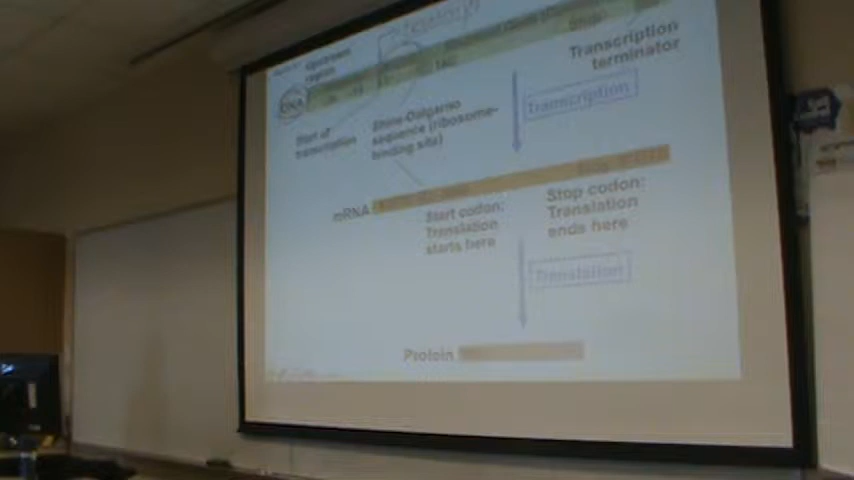 Upstream
region
DNA
Transcription
terminator
Transcription
Start of
transcription
Shine-Dalgarno
sequence (ribosome-
binding site)
mRNA
Start codon:
Translation
starts here
Stop codon:
Translation
ends here
Translation
Protein